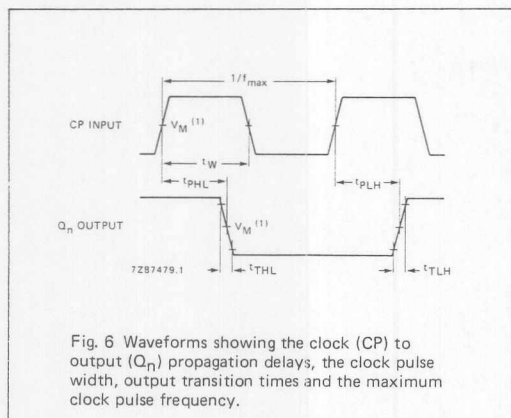 1/fmax
CP INPUT
VM (1)
tW
tPHL
tPLH
Qn OUTPUT
VM (1)
7Z87479.1
tTHL
tTLH
Fig. 6 Waveforms showing the clock (CP) to
output (Qn) propagation delays, the clock pulse
width, output transition times and the maximum
clock pulse frequency.